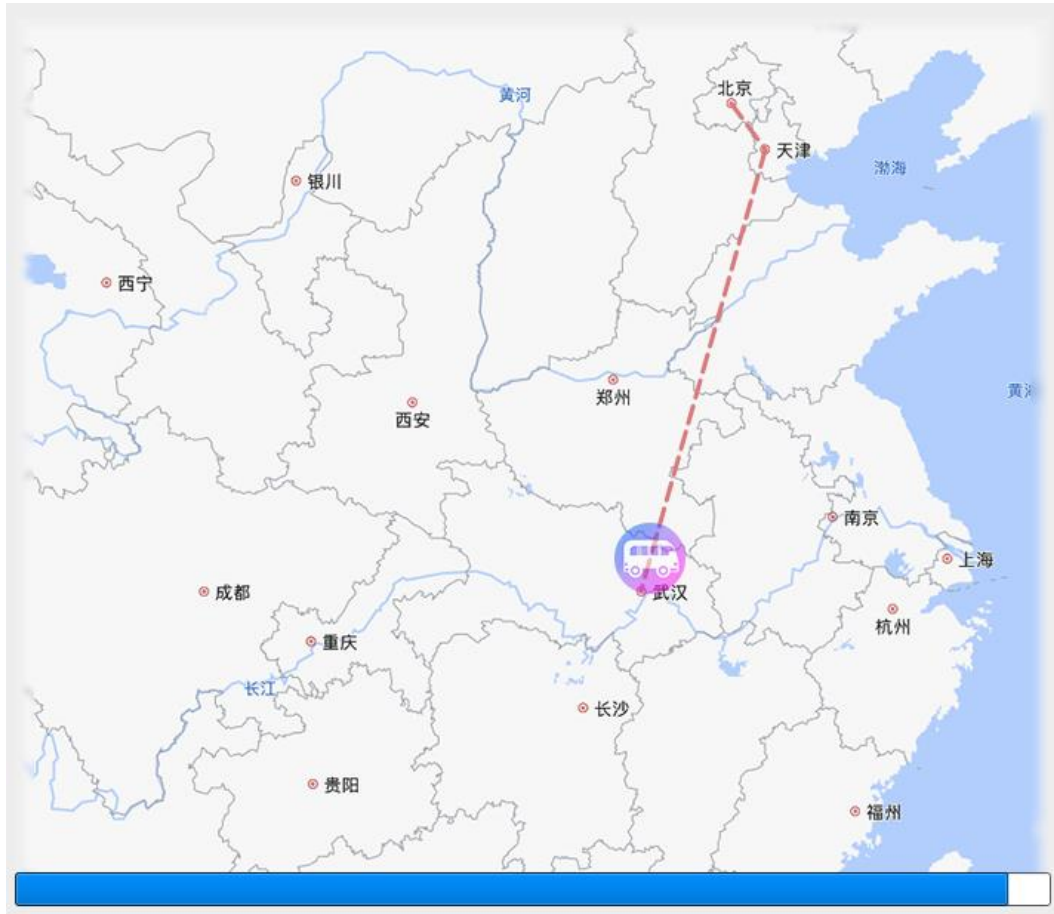 北京
黄河
天津
渤海
银川
西宁
黄海
郑州
西安
南京
上海
武汉
成都
杭州
重庆
长江
长沙
贵阳
福州